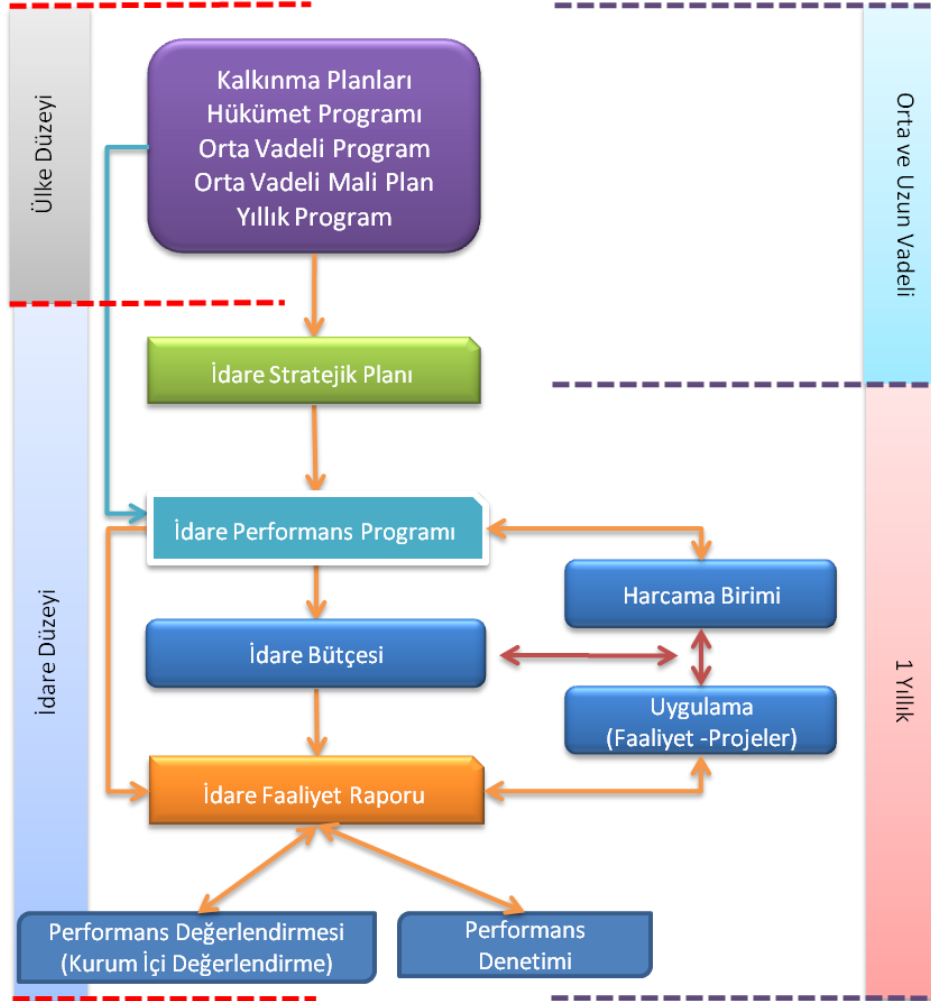 Ülke Düzeyi
Orta ve Uzun Vadeli
Kalkınma Planları
Hükümet Programı
Orta Vadeli Program
Orta Vadeli Mali Plan
Yıllık Program
İdare Düzeyi
1 Yıllık
İdare Stratejik Planı
İdare Performans Programı
Harcama Birimi
İdare Bütçesi
Uygulama
(Faaliyet -Projeler)
İdare Faaliyet Raporu
Performans Değerlendirmesi
(Kurum İçi Değerlendirme)
Performans
Denetimi